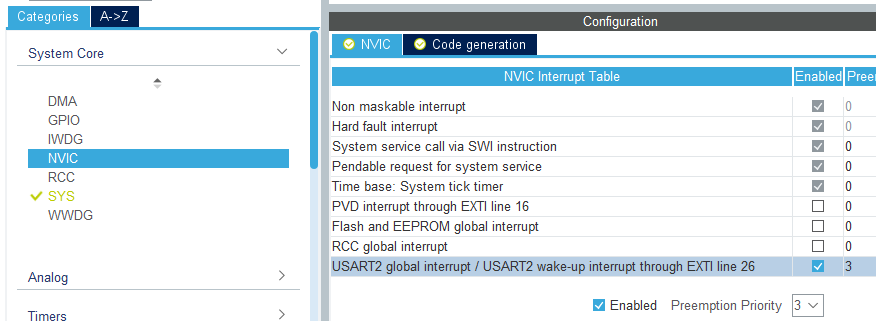 Categories A->Z
System Core
DMA
GPIO
IWDG
NVIC
RCC
SYS
WWDG
Analog
Timers
Configuration
NVIC Code generation
NVIC Interrupt Table Enabled Preem
Non maskable interrupt 0
Hard fault interrupt 0
System service call via SWI instruction 0
Pendable request for system service 0
Time base: System tick timer 0
PVD interrupt through EXTI line 16 0
Flash and EEPROM global interrupt 0
RCC global interrupt 0
USART2 global interrupt / USART2 wake-up interrupt through EXTI line 26 3
Enabled Preemption Priority 3